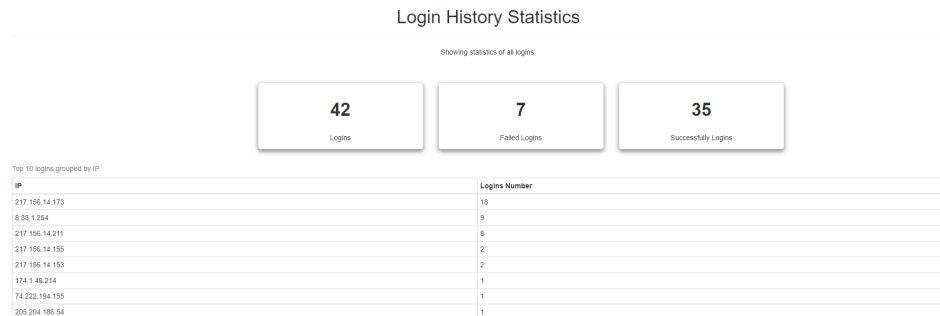 Login History Statistics
Showing statistics of all logins.
42 7 35
Logins Failed Logins Successfully Logins
Top 10 logins grouped by IP
IP Logins Number
217.156.14.173 18
8.33.1.254 9
217.156.14.211 8
217.156.14.155 2
217.156.14.153 2
174.1.48.214 1
74.222.194.155 1
205.204.186.54 1